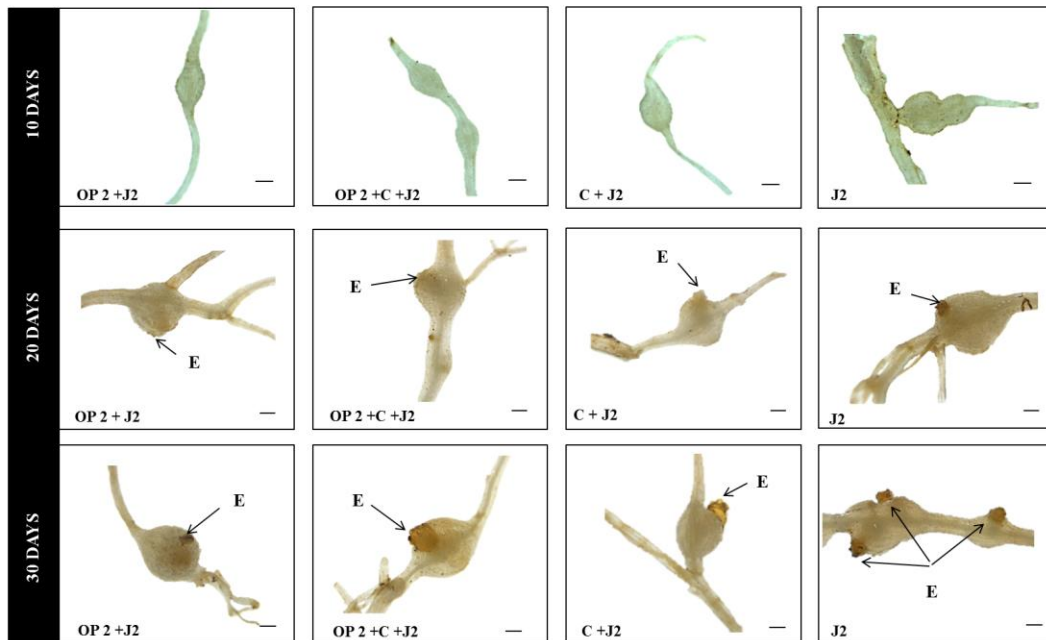 10 DAYS
OP 2 +J2
OP 2 +C +J2
C + J2
J2
20 DAYS
E
OP 2 + J2
E
OP 2 +C +J2
E
C + J2
E
J2
30 DAYS
E
OP 2 +J2
E
OP 2 +C +J2
E
C +J2
E
J2